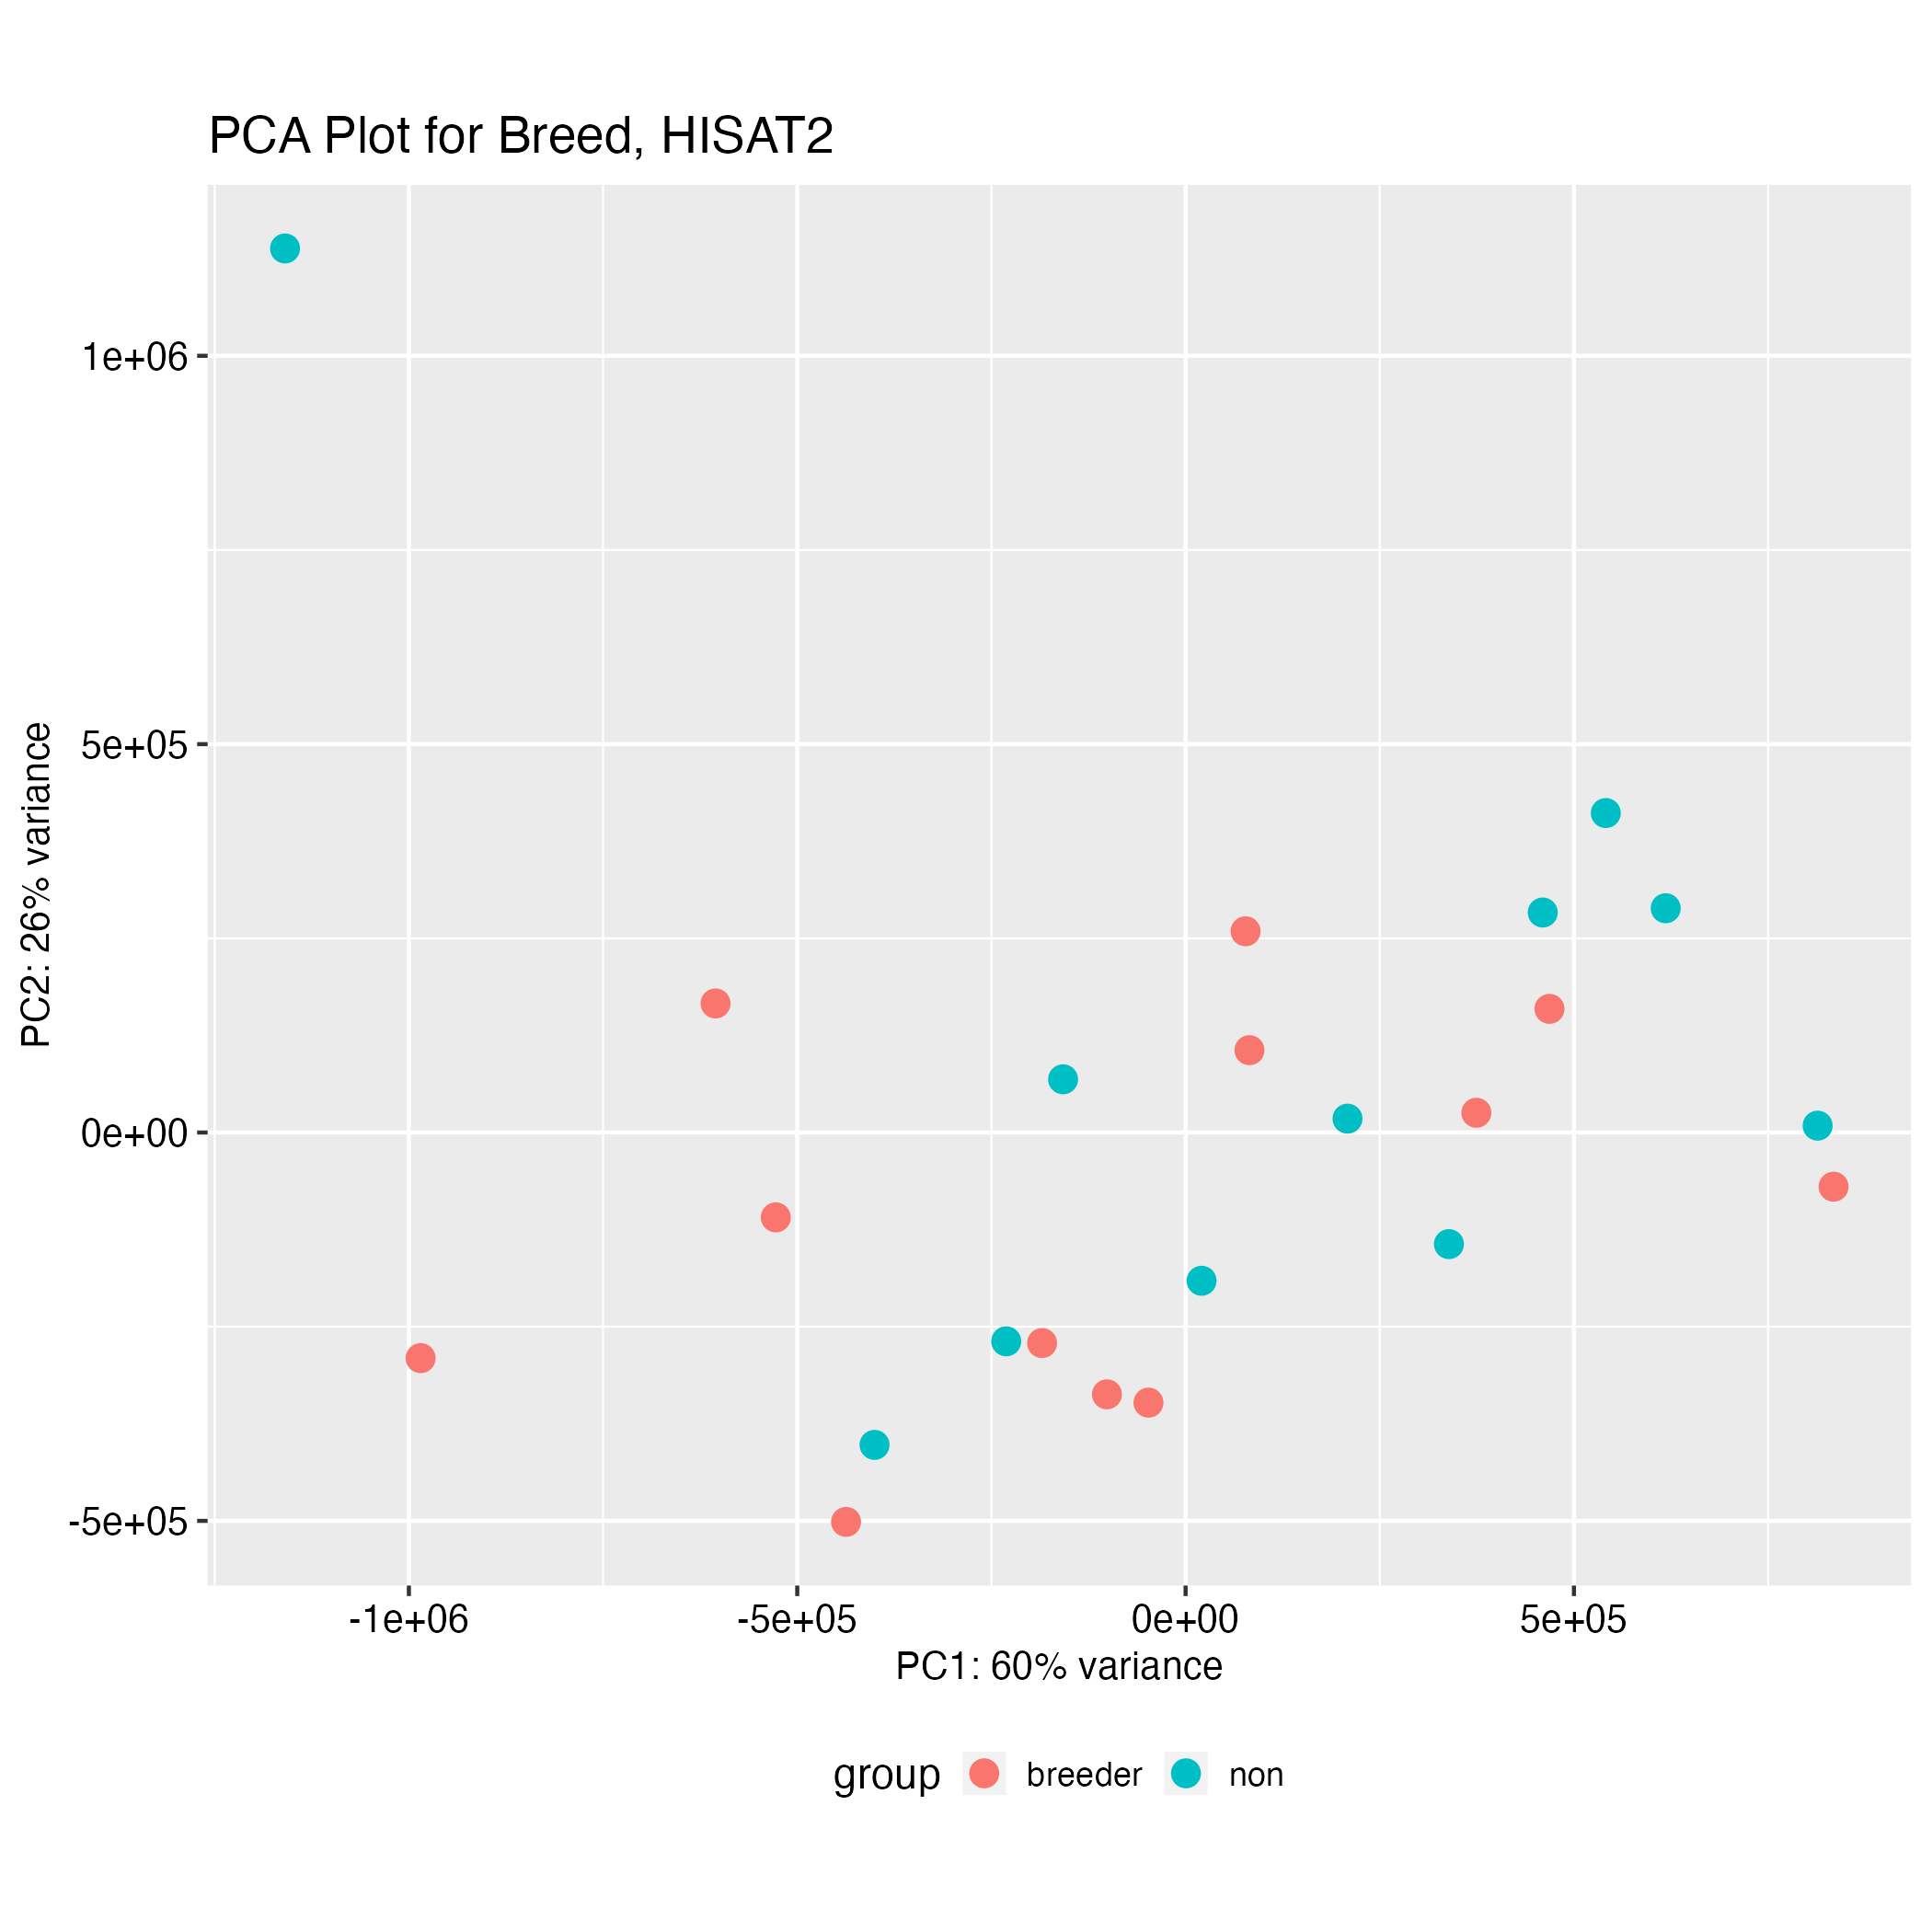 PCA Plot for Breed, HISAT2
1e+06
5e+05
0e+00
-5e+05
PC2: 26% variance
-1e+06 -5e+05 0e+00 5e+05
PC1: 60% variance
group breeder non